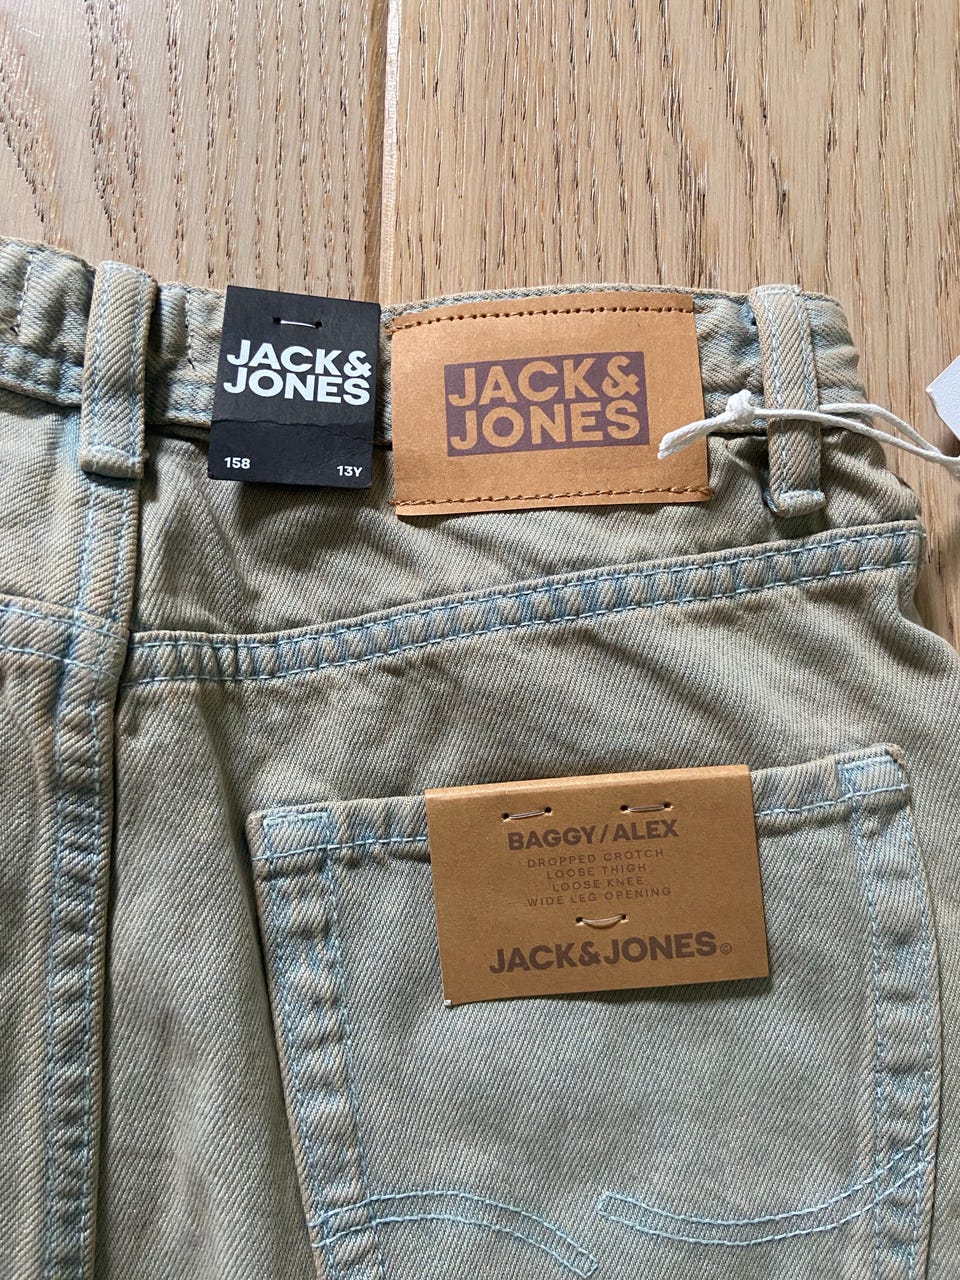 JACK&
JONES
158 13Y
JACK&
JONES
BAGGY/ALEX
DROPPED CROTCH
LOOSE THIGH
LOOSE KNEE
WIDE LEG OPENING
JACK&JONES©